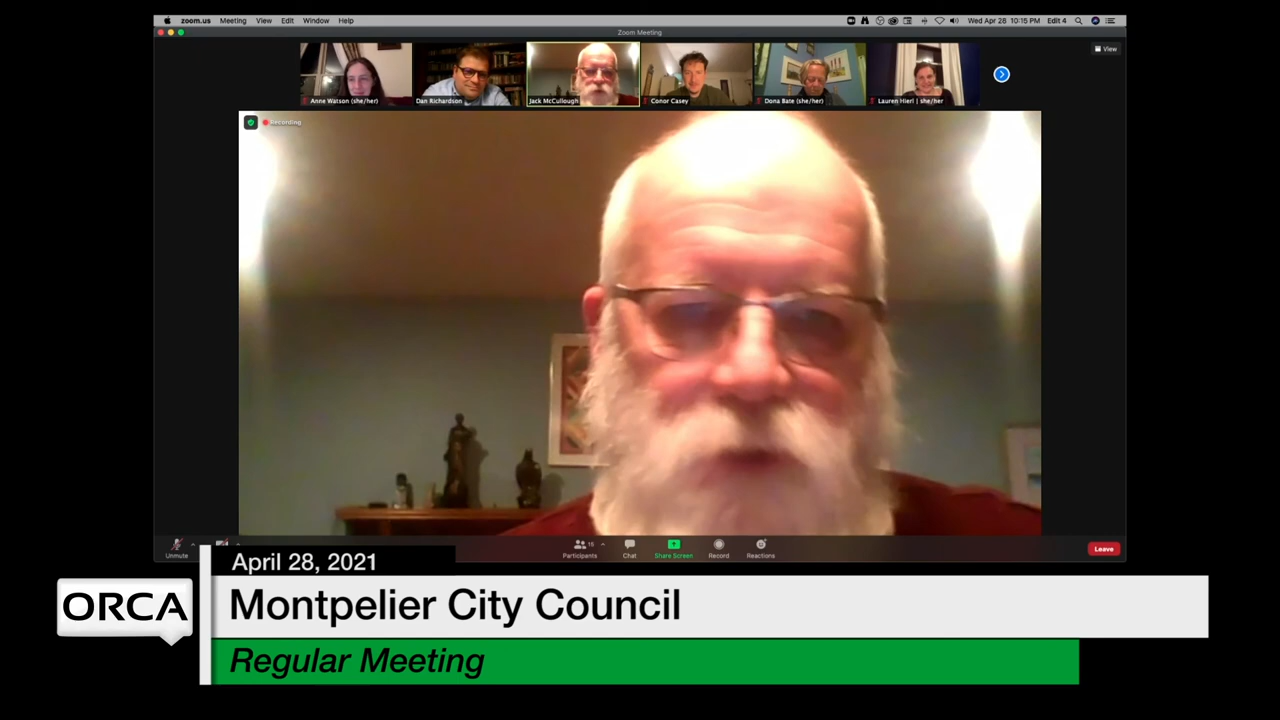 zoom.us Meeting View Edit Window Help Wed Apr 28 10:15 PM Edit 4
Zoom Meeting
View
Anne Watson (she/her) Dan Richardson Jack McCullough Conor Casey Dona Bate (she/her) Lauren Hierl | she/her
Recording
Unmute 15 Participants Chat Share Screen Record Reactions Leave
April 28, 2021
ORCA Montpelier City Council
Regular Meeting